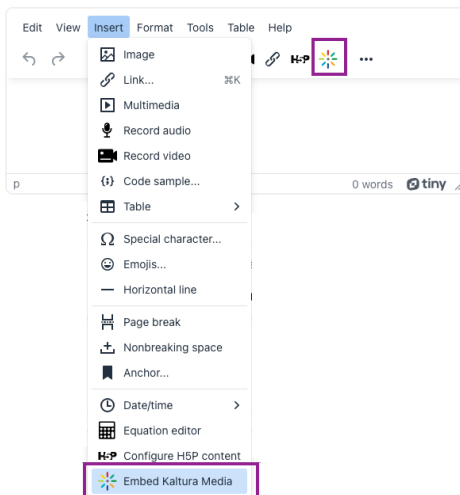 Edit View Insert Format Tools Table Help
H5P ...
Image
Link... ⌘K
Multimedia
Record audio
Record video
p 0 words tiny
{;} Code sample...
Table
Ω Special character...
Emojis...
Horizontal line
Page break
Nonbreaking space
Anchor...
Date/time
Equation editor
H5P Configure H5P content
Embed Kaltura Media